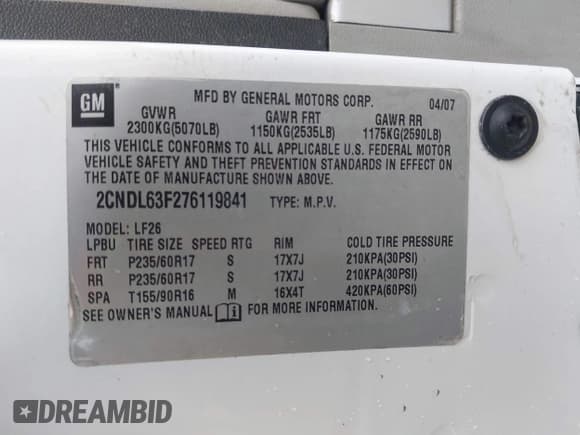 GM
MFD BY GENERAL MOTORS CORP. 04/07
GVWR GAWR FRT GAWR RR
2300KG(5070LB) 1150KG(2535LB) 1175KG(2590LB)
THIS VEHICLE CONFORMS TO ALL APPLICABLE U.S. FEDERAL MOTOR
VEHICLE SAFETY AND THEFT PREVENTION STANDARDS IN EFFECT ON
THE DATE OF MANUFACTURE SHOWN ABOVE.
2CNDL63F276119841 TYPE: M.P.V.
MODEL: LF26
LPBU TIRE SIZE SPEED RTG RIM COLD TIRE PRESSURE
FRT P235/60R17 S 17X7J 210KPA(30PSI)
RR P235/60R17 S 17X7J 210KPA(30PSI)
SPA T155/90R16 M 16X4T 420KPA(60PSI)
SEE OWNER'S MANUAL FOR MORE INFORMATION.
DREAMBID